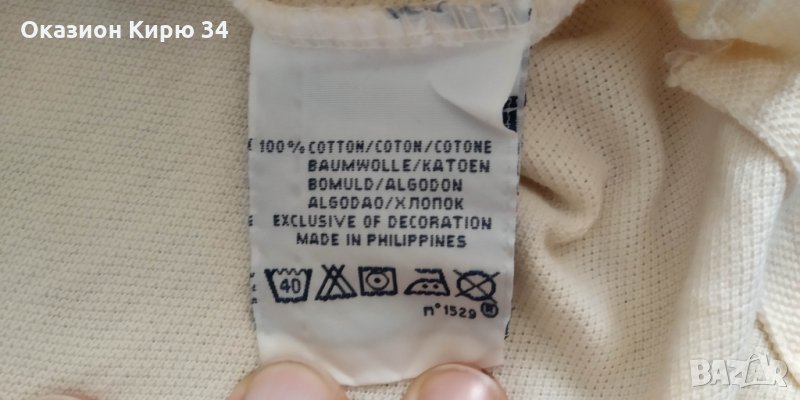 Оказион Кирю 34
100% COTTON/COTON/COTONE
BAUMWOLLE/KATOEN
BOMULD/ALGODON
ALGODAO/ХЛОПОК
EXCLUSIVE OF DECORATION
MADE IN PHILIPPINES
40
n° 1529 ®
BAZAR